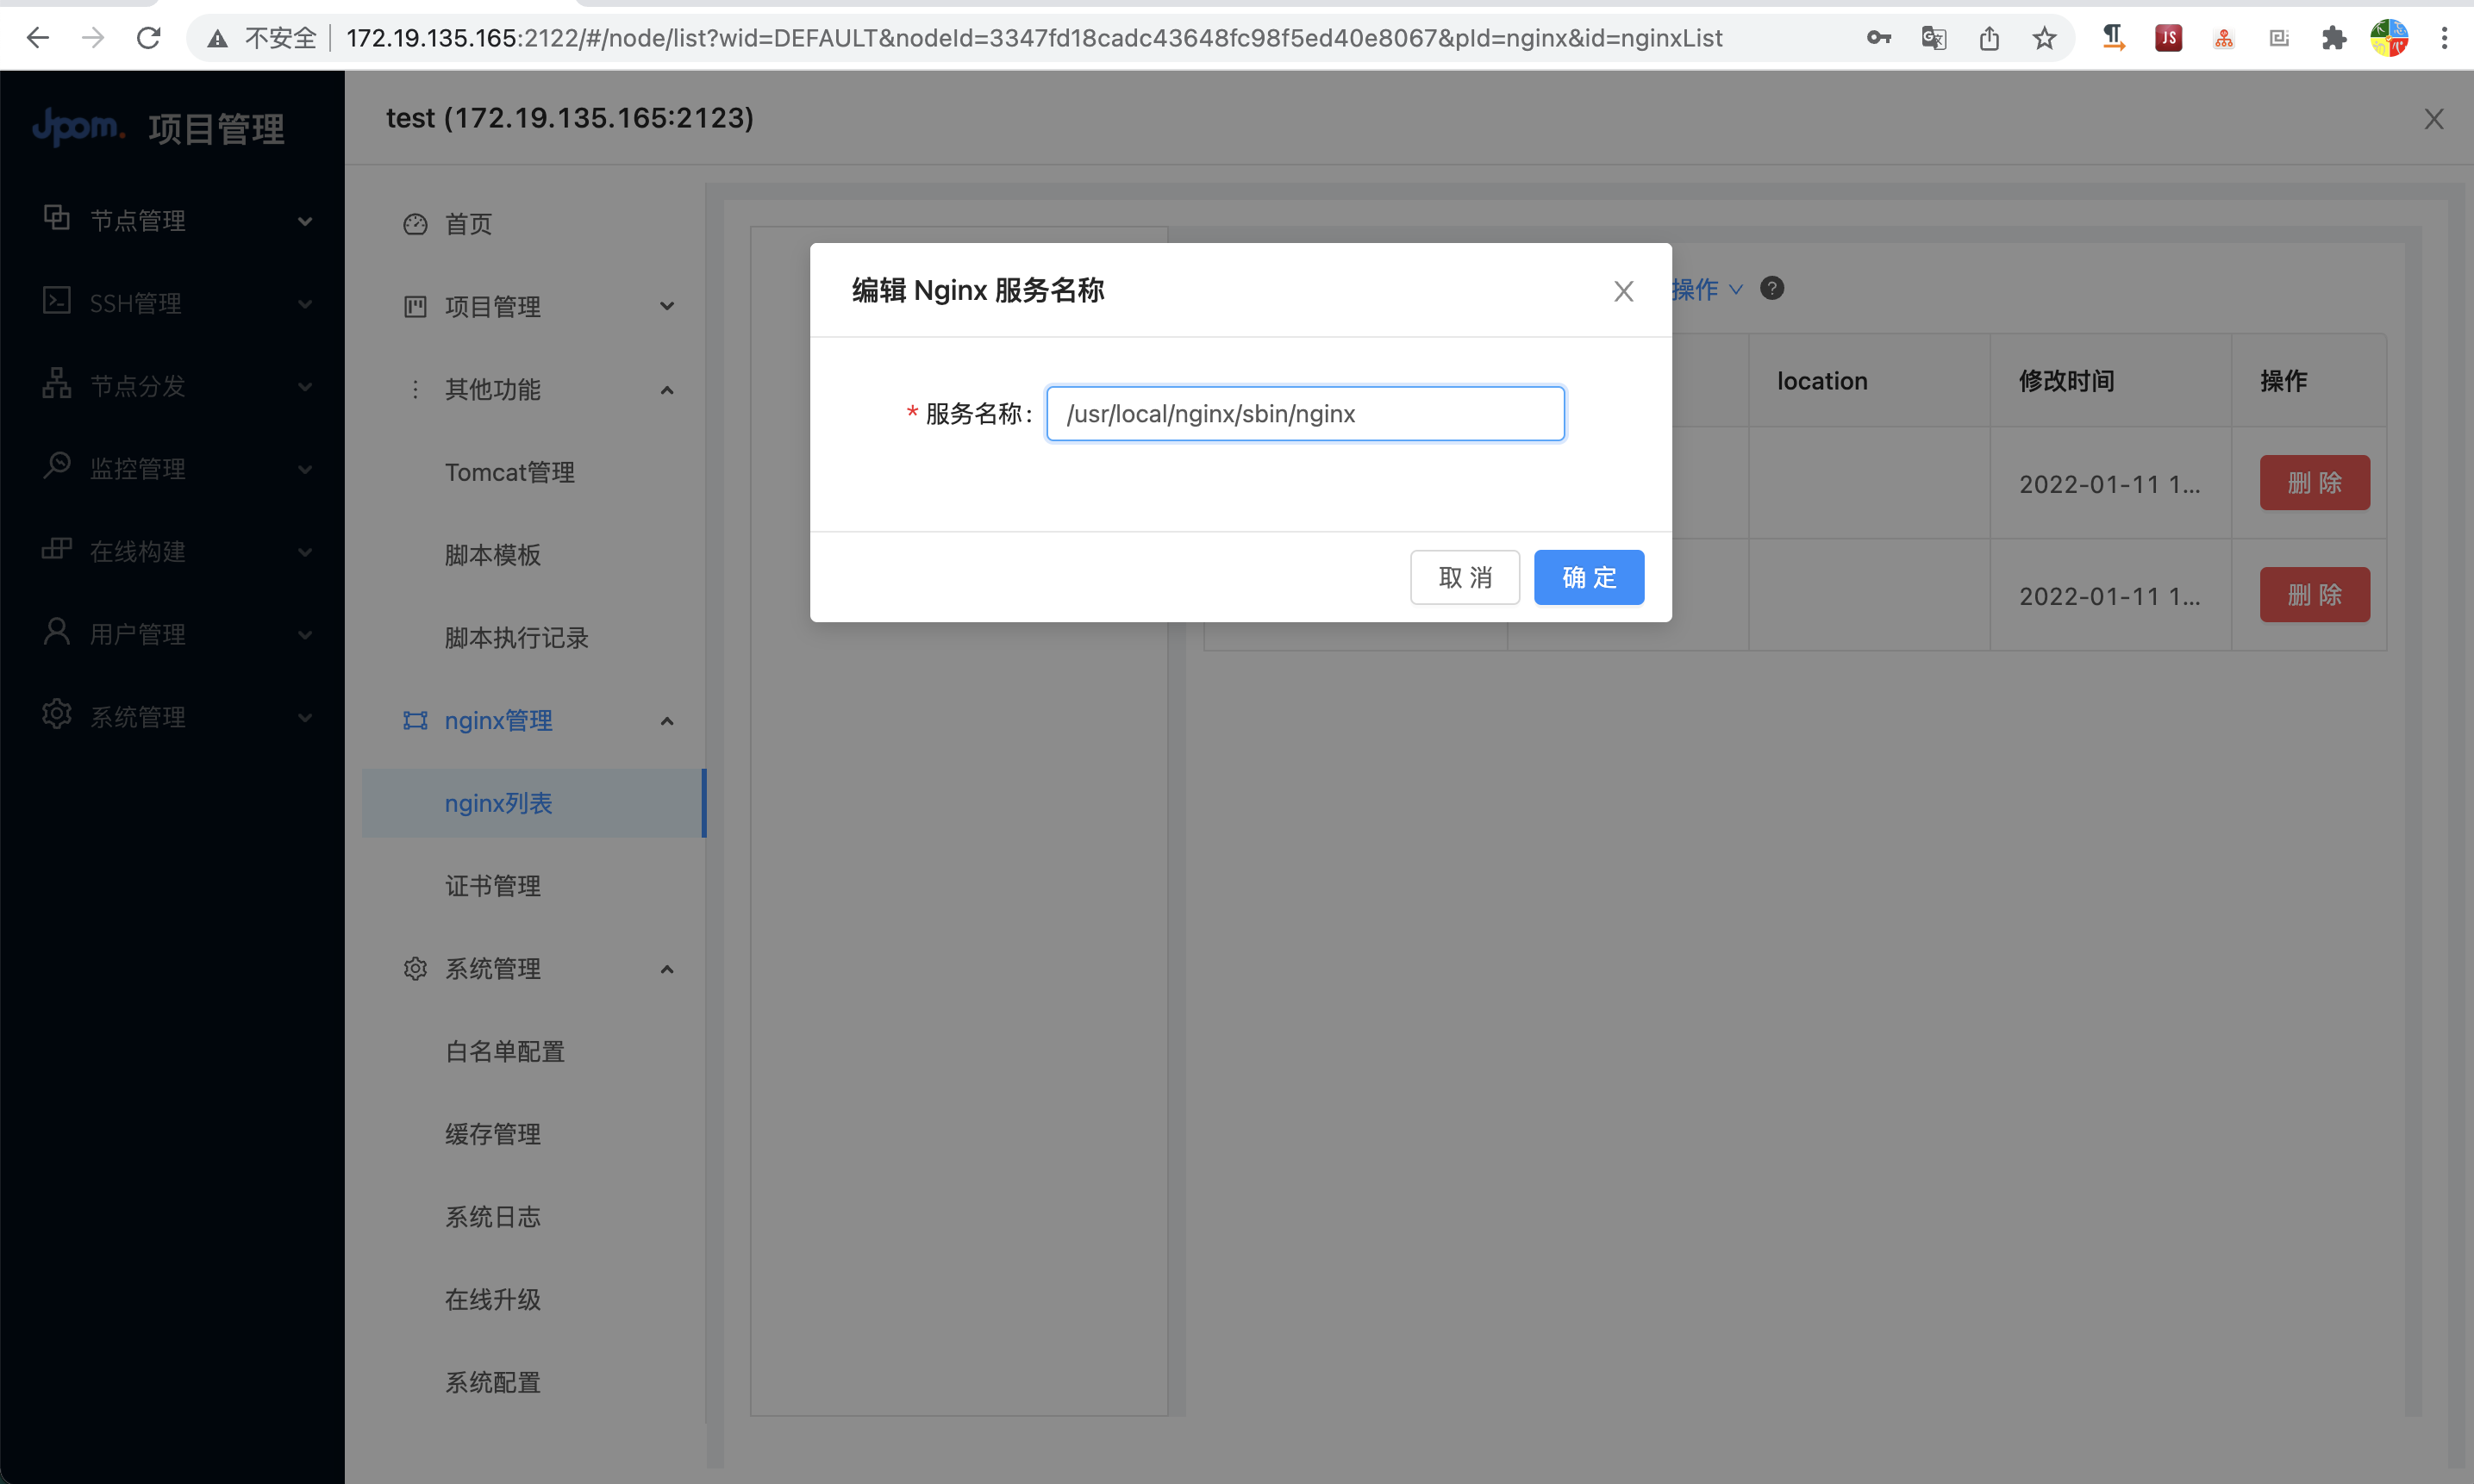 不安全 172.19.135.165:2122/#/node/list?wid=DEFAULT&nodeId=3347fd18cadc43648fc98f5ed40e8067&pId=nginx&id=nginxList
JS
Jpom. 项目管理
节点管理
SSH管理
节点分发
监控管理
在线构建
用户管理
系统管理
test (172.19.135.165:2123)
首页
项目管理
其他功能
Tomcat管理
脚本模板
脚本执行记录
nginx管理
nginx列表
证书管理
系统管理
白名单配置
缓存管理
系统日志
在线升级
系统配置
编辑 Nginx 服务名称
* 服务名称:
/usr/local/nginx/sbin/nginx
取 消
确 定
操作
location
修改时间
操作
2022-01-11 1...
删 除
2022-01-11 1...
删 除